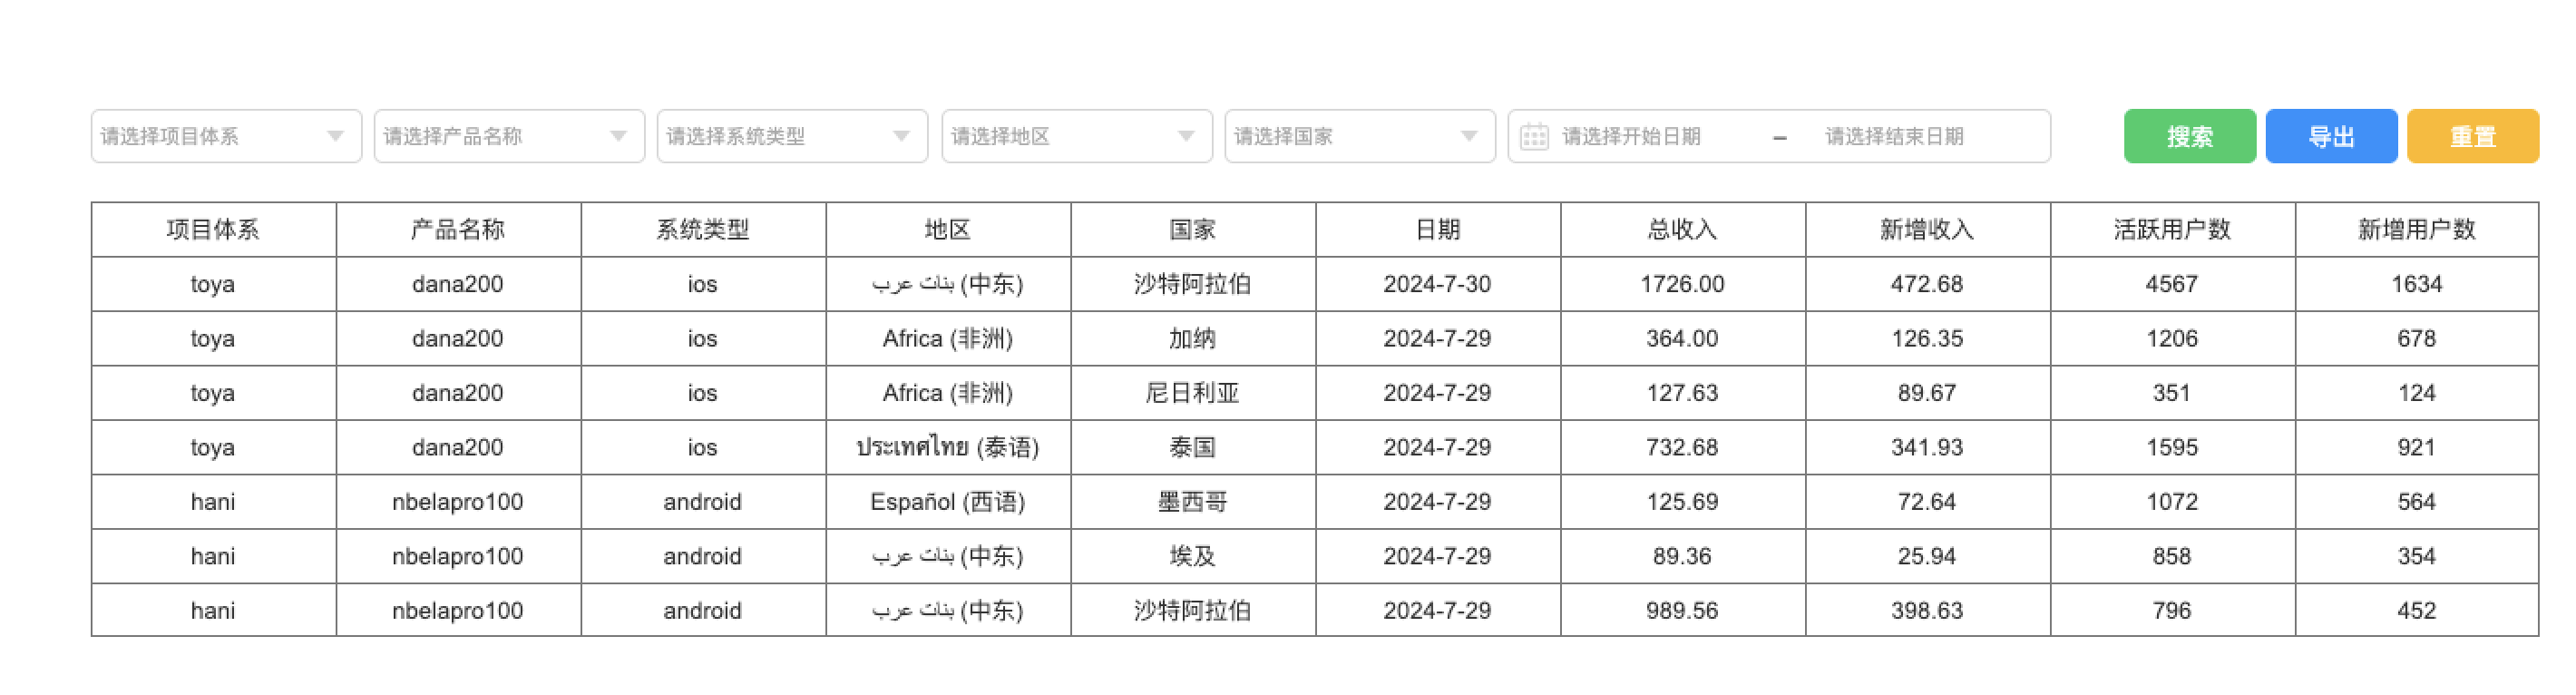 请选择项目体系 请选择产品名称 请选择系统类型 请选择地区 请选择国家 请选择开始日期 – 请选择结束日期 搜索 导出 重置
项目体系 产品名称 系统类型 地区 国家 日期 总收入 新增收入 活跃用户数 新增用户数
toya dana200 ios بنات عرب (中东) 沙特阿拉伯 2024-7-30 1726.00 472.68 4567 1634
toya dana200 ios Africa (非洲) 加纳 2024-7-29 364.00 126.35 1206 678
toya dana200 ios Africa (非洲) 尼日利亚 2024-7-29 127.63 89.67 351 124
toya dana200 ios ประเทศไทย (泰语) 泰国 2024-7-29 732.68 341.93 1595 921
hani nbelapro100 android Español (西语) 墨西哥 2024-7-29 125.69 72.64 1072 564
hani nbelapro100 android بنات عرب (中东) 埃及 2024-7-29 89.36 25.94 858 354
hani nbelapro100 android بنات عرب (中东) 沙特阿拉伯 2024-7-29 989.56 398.63 796 452